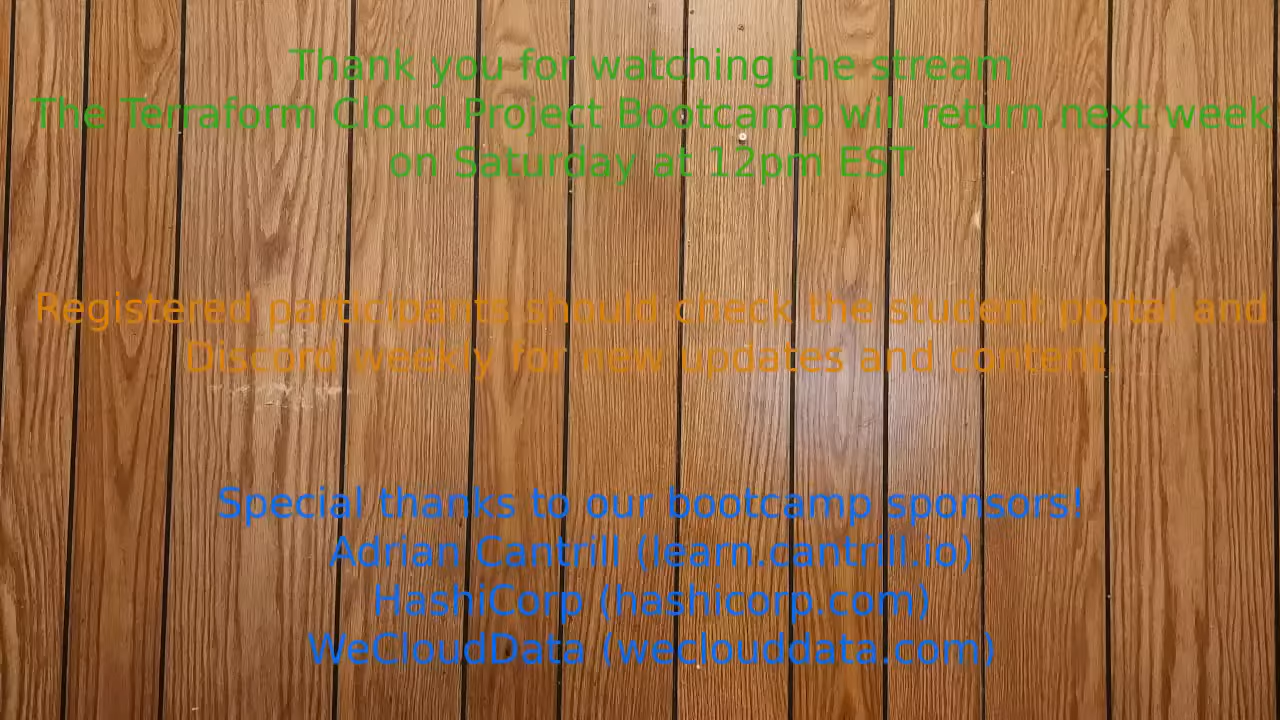 Thank you for watching the stream
The Terraform Cloud Project Bootcamp will return next week
on Saturday at 12pm EST
Registered participants should check the student portal and
Discord weekly for new updates and content.
Special thanks to our bootcamp sponsors!
Adrian Cantrill (learn.cantrill.io)
HashiCorp (hashicorp.com)
WeCloudData (weclouddata.com)